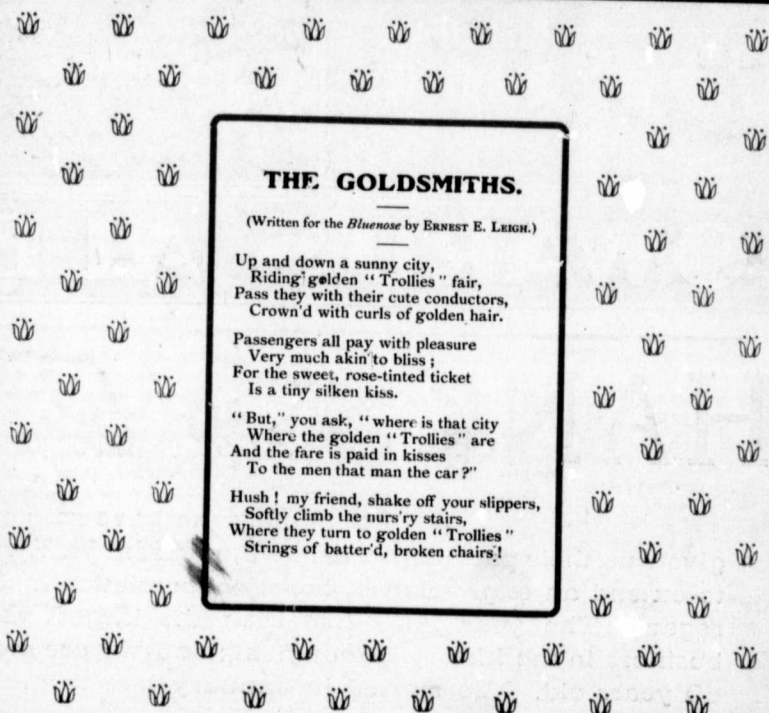 THE GOLDSMITHS.
(Written for the Bluenose by ERNEST E. LEIGH.)
Up and down a sunny city,
Riding golden "Trollies" fair,
Pass they with their cute conductors,
Crown'd with curls of golden hair.
Passengers all pay with pleasure
Very much akin to bliss;
For the sweet, rose-tinted ticket
Is a tiny silken kiss.
"But," you ask, "where is that city
Where the golden "Trollies" are
And the fare is paid in kisses
To the men that man the car?"
Hush! my friend, shake off your slippers,
Softly climb the nurs'ry stairs,
Where they turn to golden "Trollies"
Strings of batter'd, broken chairs!